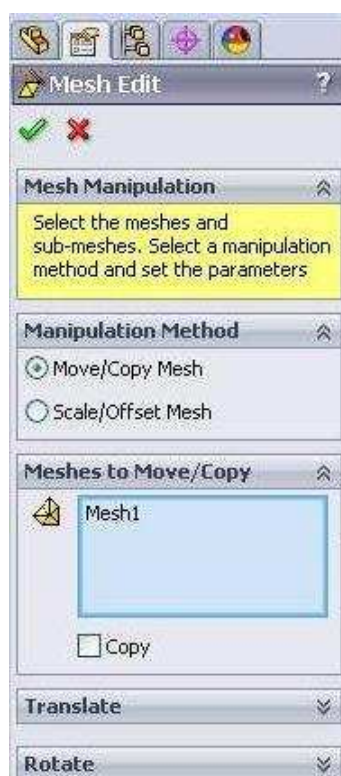 Mesh Edit ?
Mesh Manipulation
Select the meshes and
sub-meshes. Select a manipulation
method and set the parameters
Manipulation Method
Move/Copy Mesh
Scale/Offset Mesh
Meshes to Move/Copy
Mesh1
Copy
Translate
Rotate